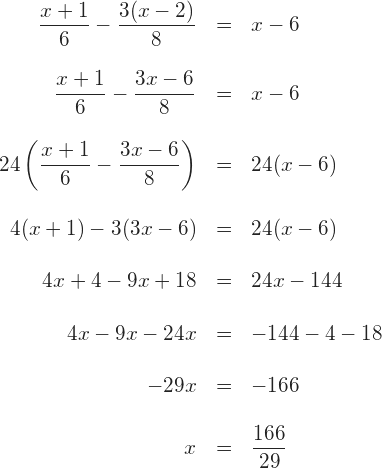 (x + 1)/6 − 3(x − 2)/8 = x − 6
(x + 1)/6 − (3x − 6)/8 = x − 6
24((x + 1)/6 − (3x − 6)/8) = 24(x − 6)
4(x + 1) − 3(3x − 6) = 24(x − 6)
4x + 4 − 9x + 18 = 24x − 144
4x − 9x − 24x = −144 − 4 − 18
−29x = −166
x = 166/29